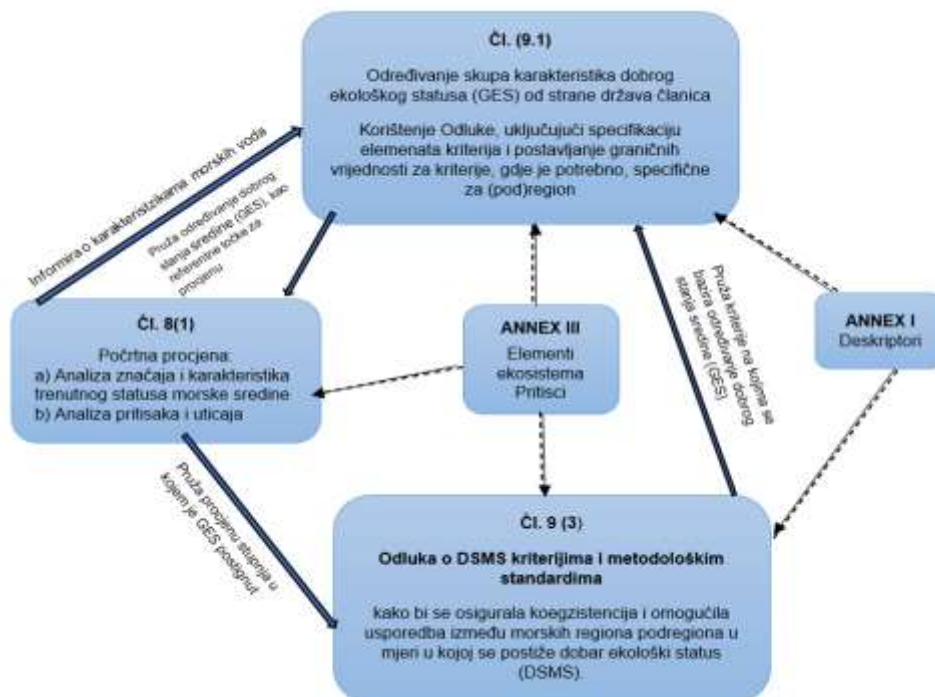 Čl. (9.1)
Određivanje skupa karakteristika dobrog
ekološkog statusa (GES) od strane država članica
Korištenje Odluke, uključujući specifikaciju
elemenata kriterija i postavljanje graničnih
vrijednosti za kriterije, gdje je potrebno, specifične
za (pod)region
Informira o karakteristzikama morskih voda
Pruža određivanje dobrog
stanja sredine (GES), kao
referentne točke za
procjenu
Čl. 8(1)
Počrtna procjena:
a) Analiza značaja i karakteristika
trenutnog statusa morske sredine
b) Analiza pritisaka i uticaja
ANNEX III
Elementi
ekosistema
Pritisci
Pruža kriterije na kojima se
bazira određivanje dobrog
stanja sredine (GES)
ANNEX I
Deskriptori
Pruža procjenu stupnja u
kojem je GES postignut
Čl. 9 (3)
Odluka o DSMS kriterijima i metodološkim
standardima
kako bi se osigurala koegzistencija i omogućila
usporedba između morskih regiona podregiona u
mjeri u kojoj se postiže dobar ekološki status
(DSMS).